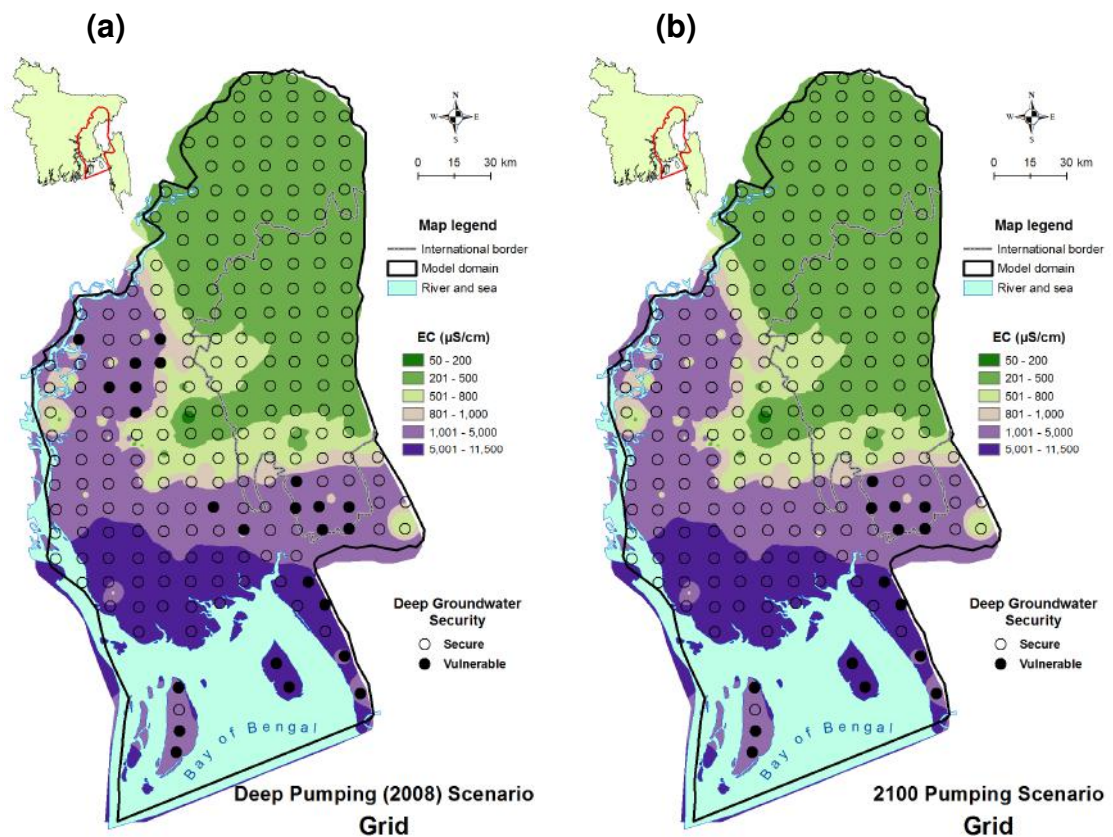 (a)
N
W E
S
0 15 30 km
Map legend
International border
Model domain
River and sea
EC (µS/cm)
50 - 200
201 - 500
501 - 800
801 - 1,000
1,001 - 5,000
5,001 - 11,500
Deep Groundwater
Security
Secure
Vulnerable
Bay of Bengal
Deep Pumping (2008) Scenario
Grid
(b)
N
W E
S
0 15 30 km
Map legend
International border
Model domain
River and sea
EC (µS/cm)
50 - 200
201 - 500
501 - 800
801 - 1,000
1,001 - 5,000
5,001 - 11,500
Deep Groundwater
Security
Secure
Vulnerable
Bay of Bengal
2100 Pumping Scenario
Grid